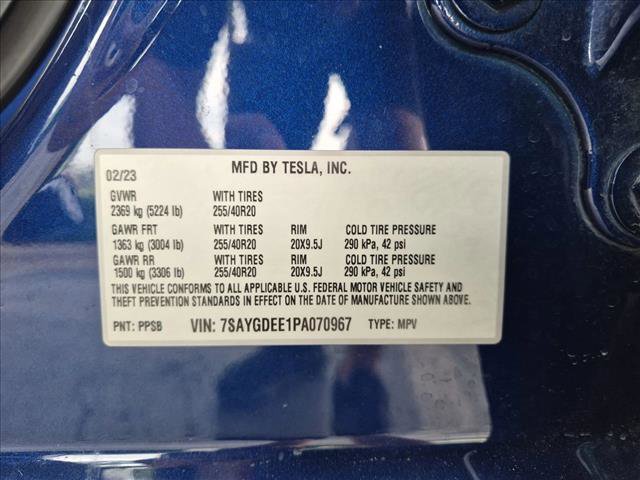 MFD BY TESLA, INC.
02/23
GVWR WITH TIRES
2369 kg (5224 lb) 255/40R20
GAWR FRT WITH TIRES RIM COLD TIRE PRESSURE
1363 kg (3004 lb) 255/40R20 20X9.5J 290 kPa, 42 psi
GAWR RR WITH TIRES RIM COLD TIRE PRESSURE
1500 kg (3306 lb) 255/40R20 20X9.5J 290 kPa, 42 psi
THIS VEHICLE CONFORMS TO ALL APPLICABLE U.S. FEDERAL MOTOR VEHICLE SAFETY AND
THEFT PREVENTION STANDARDS IN EFFECT ON THE DATE OF MANUFACTURE SHOWN ABOVE.
PNT: PPSB VIN: 7SAYGDEE1PA070967 TYPE: MPV